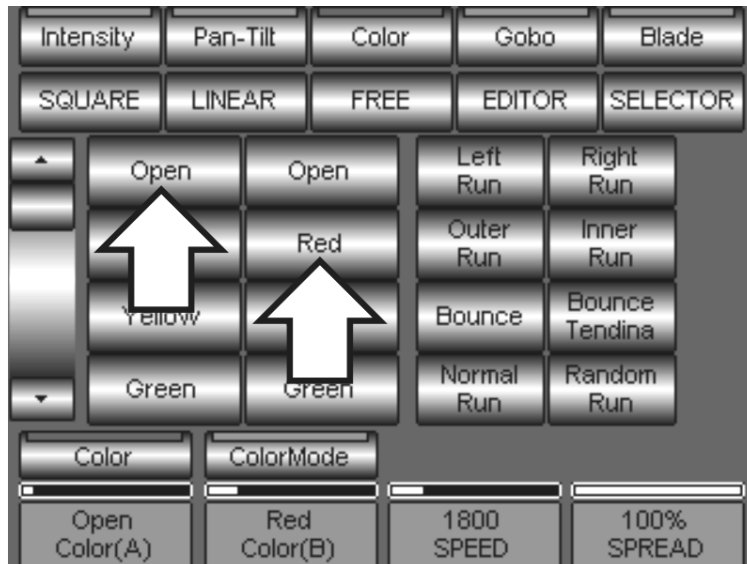 Intensity Pan-Tilt Color Gobo Blade
SQUARE LINEAR FREE EDITOR SELECTOR
Open Open Left Run Right Run
Red Outer Run Inner Run
Yellow Bounce Bounce Tendina
Green Green Normal Run Random Run
Color ColorMode
Open Red 1800 100%
Color(A) Color(B) SPEED SPREAD